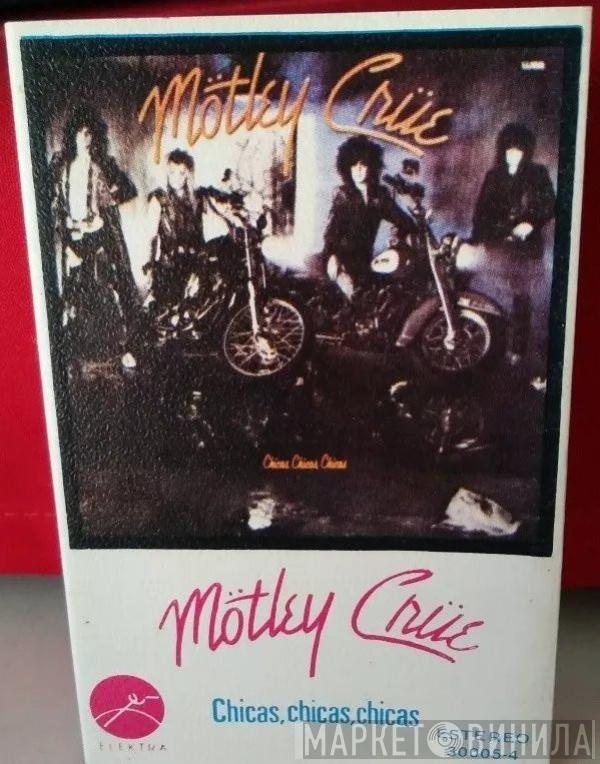 Mötley Crüe
Chicas, Chicas, Chicas
Mötley Crüe
Chicas, chicas, chicas
ELEKTRA
ESTEREO
30005-4
МАРКЕТ ВИНИЛА